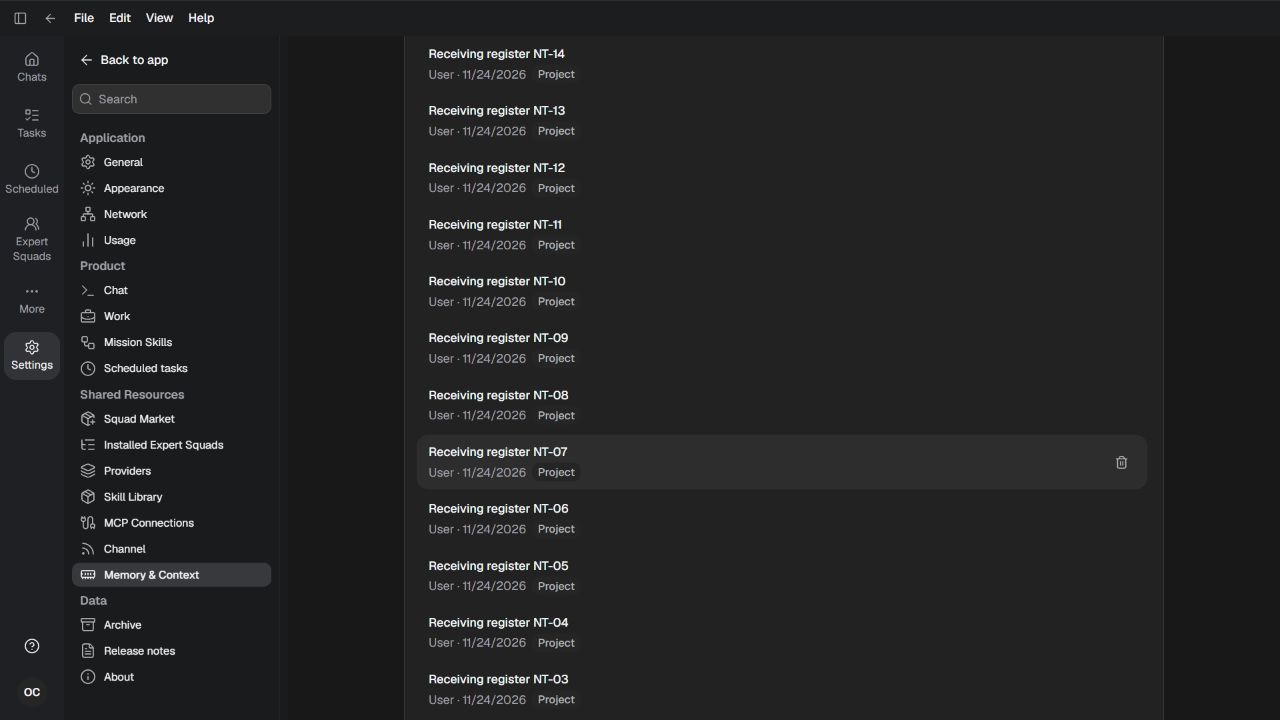 File Edit View Help
Chats
Tasks
Scheduled
Expert
Squads
More
Settings
OC
Back to app
Search
Application
General
Appearance
Network
Usage
Product
Chat
Work
Mission Skills
Scheduled tasks
Shared Resources
Squad Market
Installed Expert Squads
Providers
Skill Library
MCP Connections
Channel
Memory & Context
Data
Archive
Release notes
About
Receiving register NT-14
User · 11/24/2026 Project
Receiving register NT-13
User · 11/24/2026 Project
Receiving register NT-12
User · 11/24/2026 Project
Receiving register NT-11
User · 11/24/2026 Project
Receiving register NT-10
User · 11/24/2026 Project
Receiving register NT-09
User · 11/24/2026 Project
Receiving register NT-08
User · 11/24/2026 Project
Receiving register NT-07
User · 11/24/2026 Project
Receiving register NT-06
User · 11/24/2026 Project
Receiving register NT-05
User · 11/24/2026 Project
Receiving register NT-04
User · 11/24/2026 Project
Receiving register NT-03
User · 11/24/2026 Project